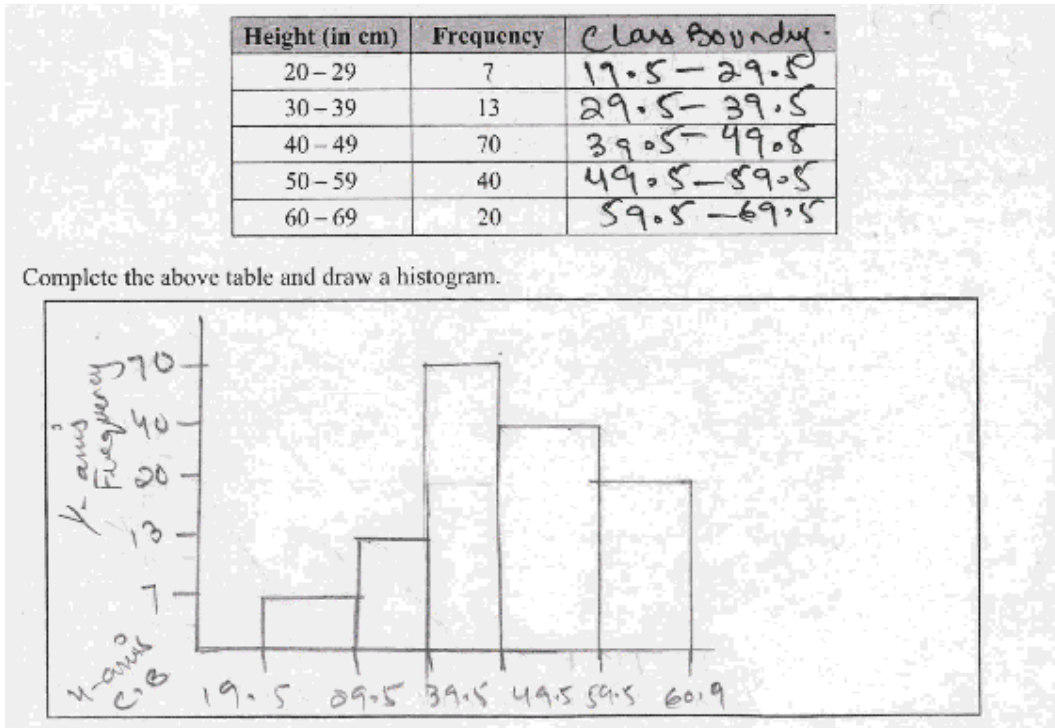 Height (in cm) Frequency Class Boundry.
20 – 29 7 19.5 – 29.5
30 – 39 13 29.5 – 39.5
40 – 49 70 39.5 – 49.5
50 – 59 40 49.5 – 59.5
60 – 69 20 59.5 – 69.5
Complete the above table and draw a histogram.
Y-axis
Frequency
70
40
20
13
7
x-axis
C.B
19.5 29.5 39.5 49.5 59.5 60.9